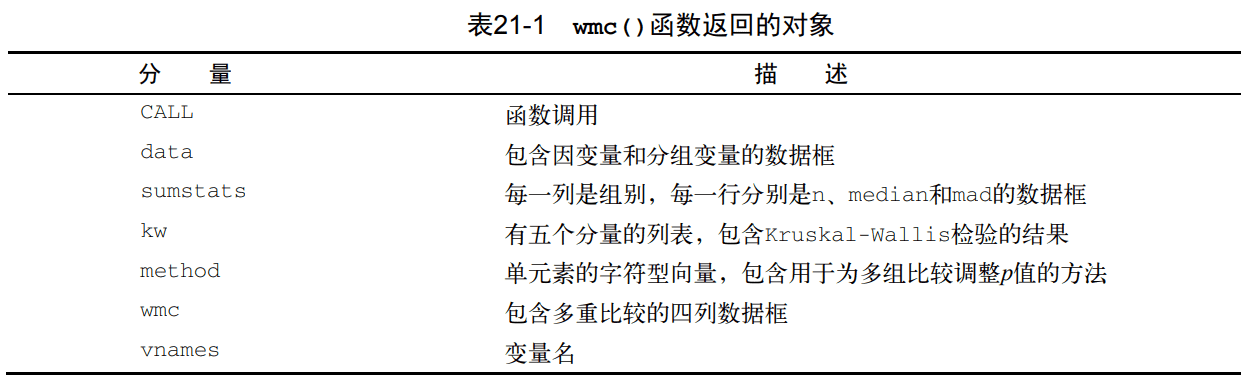 表21-1 wmc()函数返回的对象
分 量 描 述
CALL 函数调用
data 包含因变量和分组变量的数据框
sumstats 每一列是组别，每一行分别是n、median和mad的数据框
kw 有五个分量的列表，包含Kruskal-Wallis检验的结果
method 单元素的字符型向量，包含用于为多组比较调整p值的方法
wmc 包含多重比较的四列数据框
vnames 变量名